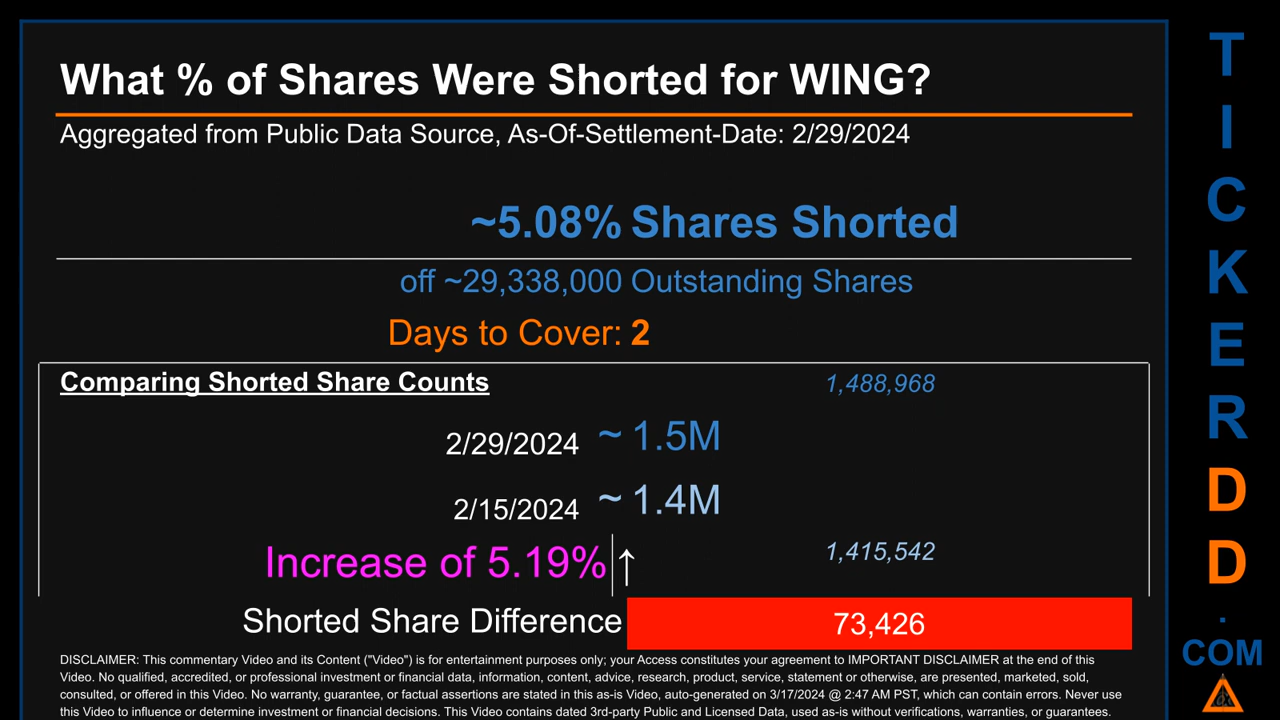 What % of Shares Were Shorted for WING?
Aggregated from Public Data Source, As-Of-Settlement-Date: 2/29/2024
~5.08% Shares Shorted
off ~29,338,000 Outstanding Shares
Days to Cover: 2
Comparing Shorted Share Counts 1,488,968
2/29/2024 ~ 1.5M
2/15/2024 ~ 1.4M
Increase of 5.19% ↑ 1,415,542
Shorted Share Difference 73,426
DISCLAIMER: This commentary Video and its Content ("Video") is for entertainment purposes only; your Access constitutes your agreement to IMPORTANT DISCLAIMER at the end of this
Video. No qualified, accredited, or professional investment or financial data, information, content, advice, research, product, service, statement or otherwise, are presented, marketed, sold,
consulted, or offered in this Video. No warranty, guarantee, or factual assertions are stated in this as-is Video, auto-generated on 3/17/2024 @ 2:47 AM PST, which can contain errors. Never use
this Video to influence or determine investment or financial decisions. This Video contains dated 3rd-party Public and Licensed Data, used as-is without verifications, warranties, or guarantees.
T
I
C
K
E
R
D
D
.
COM